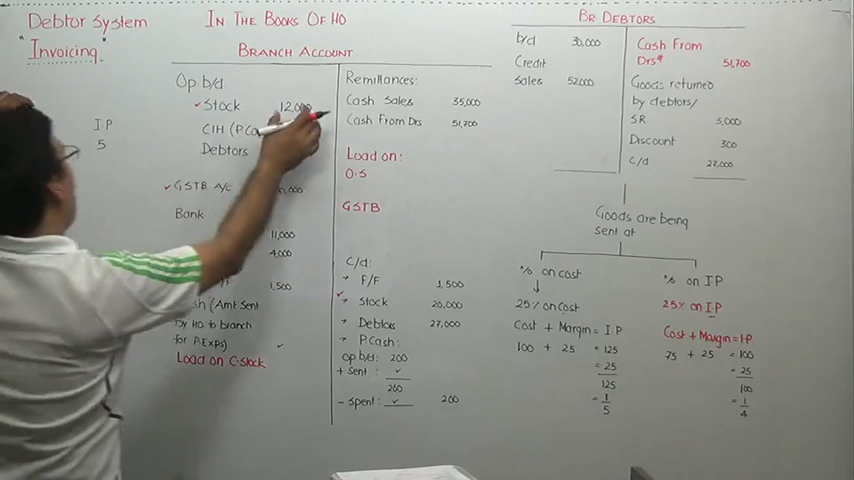 Debtor System
"Invoicing"
I P
5
IN THE BOOKS OF HO
BRANCH ACCOUNT
Op b/d
✓ Stock 12,000
CIH (P.Ca
Debtors
✓ GSTB A/c
Bank
11,000
4,000
1,500
(Amt Sent
by HO to branch
for P.Exps) ✓
Load on C.Stock
Remittances:
Cash Sales 35,000
Cash From Drs 51,700
Load on:
O.S
GSTB
C/d:
F/F 1,500
✓ Stock 20,000
Debtors 27,000
P.Cash:
Op b/d: 200
+ Sent: ✓
200
- Spent: ✓ 200
BR DEBTORS
b/d 30,000
Credit
Sales 52,000
Cash From
Drs* 51,700
Goods returned
by debtors/
SR 3,000
Discount 300
c/d 27,000
Goods are being
sent at
% on cost
25% on Cost
Cost + Margin = I.P
100 + 25 = 125
= 25
125
= 1
5
% on I.P
25% on I.P
Cost + Margin = I.P
75 + 25 = 100
= 25
100
= 1
4